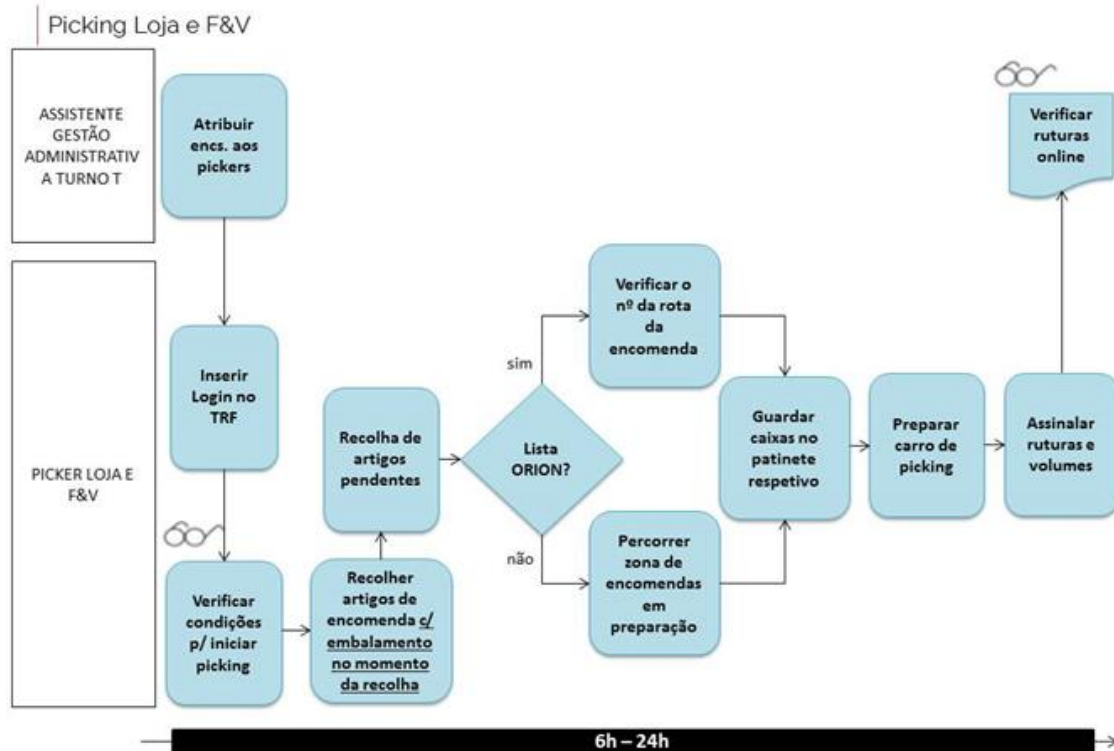 Picking Loja e F&V
ASSISTENTE
GESTÃO
ADMINISTRATIV
A TURNO T
Atribuir
encs. aos
pickers
Verificar
ruturas
online
PICKER LOJA E
F&V
Inserir
Login no
TRF
Verificar
condições
p/ iniciar
picking
Recolher
artigos de
encomenda c/
embalamento
no momento
da recolha
Recolha de
artigos
pendentes
Lista
ORION?
sim
não
Verificar o
nº da rota
da
encomenda
Percorrer
zona de
encomendas
em
preparação
Guardar
caixas no
patinete
respetivo
Preparar
carro de
picking
Assinalar
ruturas e
volumes
6h – 24h